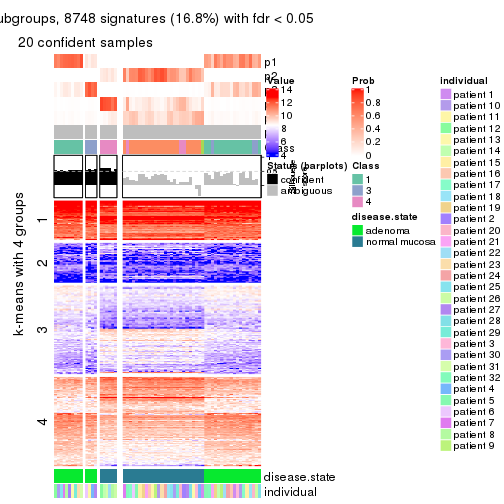 ubgroups, 8748 signatures (16.8%) with fdr < 0.05
20 confident samples
p1
p2
Value
14
12
10
8
6
4
Prob
1
0.8
0.6
0.4
0.2
0
Status (barplots)
confident
ambiguous
Class
1
3
4
disease.state
adenoma
normal mucosa
individual
patient 1
patient 10
patient 11
patient 12
patient 13
patient 14
patient 15
patient 16
patient 17
patient 18
patient 19
patient 2
patient 20
patient 21
patient 22
patient 23
patient 24
patient 25
patient 26
patient 27
patient 28
patient 29
patient 3
patient 30
patient 31
patient 32
patient 4
patient 5
patient 6
patient 7
patient 8
patient 9
k-means with 4 groups
1
2
3
4
disease.state
individual